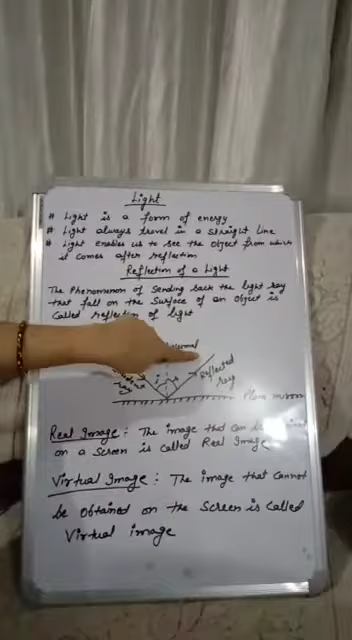 Light
# Light is a form of energy
# Light always travel in a straight line
# Light enables us to see the object from which
it comes after reflection
Reflection of a Light
The Phenomenon of Sending back the light ray
that fall on the Surface of an object is
Called reflection of light
Normal
Reflected
ray
ray
Plane mirror
Real Image : The image that can be
on a Screen is called Real Image
Virtual Image : The image that cannot
be obtained on the Screen is Called
Virtual image